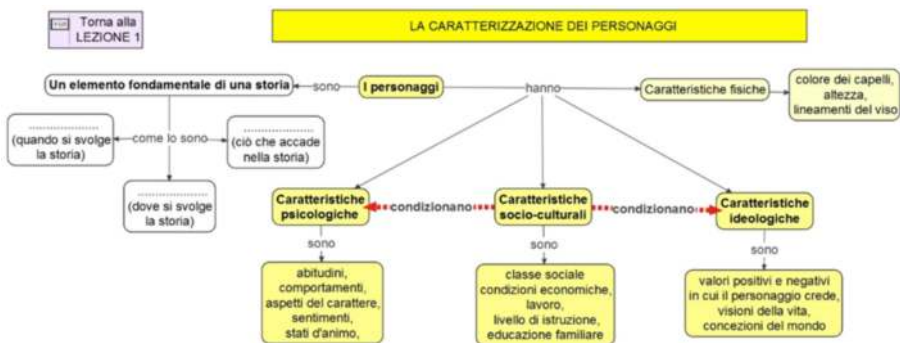 Torna alla
LEZIONE 1
LA CARATTERIZZAZIONE DEI PERSONAGGI
Un elemento fondamentale di una storia
sono
I personaggi
hanno
Caratteristiche fisiche
colore dei capelli,
altezza,
lineamenti del viso
.......................
(quando si svolge
la storia)
come lo sono
.......................
(ciò che accade
nella storia)
.......................
(dove si svolge
la storia)
Caratteristiche
psicologiche
condizionano
Caratteristiche
socio-culturali
condizionano
Caratteristiche
ideologiche
sono
sono
sono
abitudini,
comportamenti,
aspetti del carattere,
sentimenti,
stati d'animo,
classe sociale
condizioni economiche,
lavoro,
livello di istruzione,
educazione familiare
valori positivi e negativi
in cui il personaggio crede,
visioni della vita,
concezioni del mondo